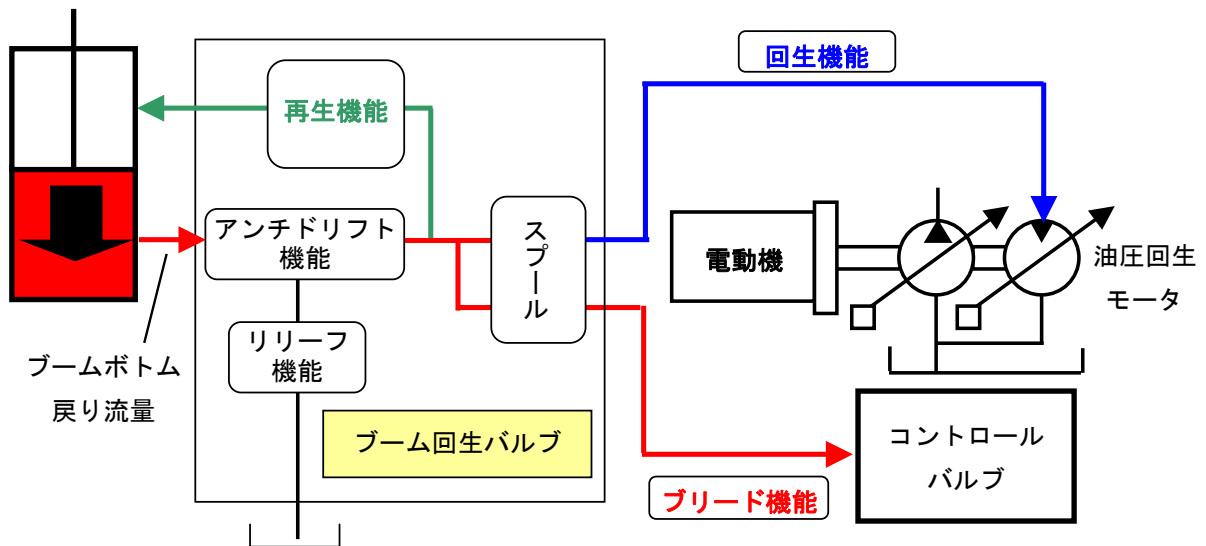 回生機能
再生機能
アンチドリフト
機能
スプール
電動機
油圧回生
モータ
リリーフ
機能
ブームボトム
戻り流量
ブーム回生バルブ
コントロール
バルブ
ブリード機能